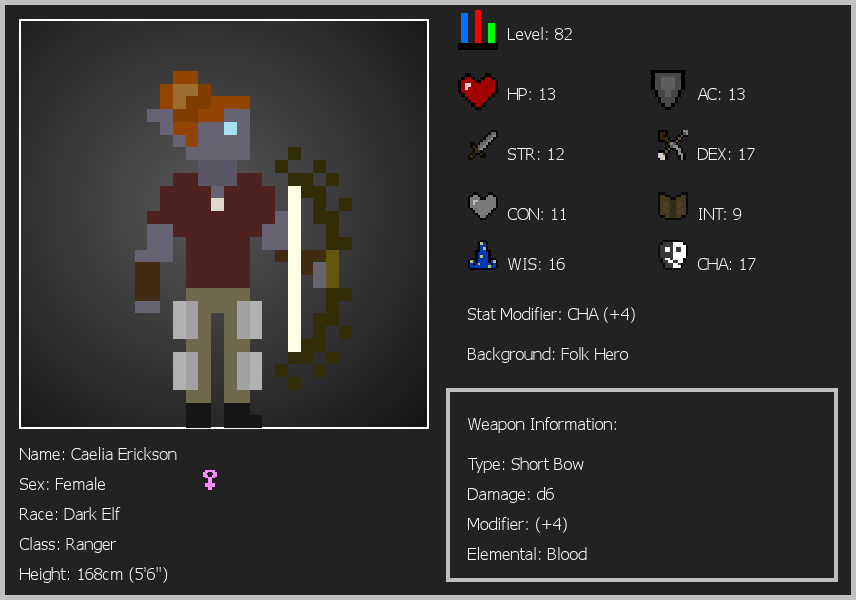 Level: 82
HP: 13
AC: 13
STR: 12
DEX: 17
CON: 11
INT: 9
WIS: 16
CHA: 17
Stat Modifier: CHA (+4)
Background: Folk Hero
Weapon Information:
Type: Short Bow
Damage: d6
Modifier: (+4)
Elemental: Blood
Name: Caelia Erickson
Sex: Female
Race: Dark Elf
Class: Ranger
Height: 168cm (5'6")